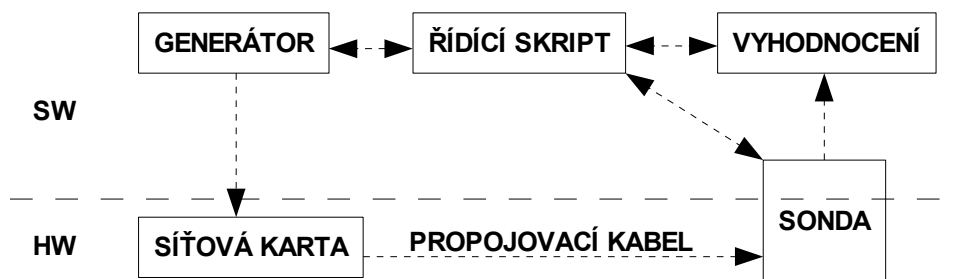 GENERÁTOR
ŘÍDÍCÍ SKRIPT
VYHODNOCENÍ
SW
HW
SÍŤOVÁ KARTA
PROPOJOVACÍ KABEL
SONDA